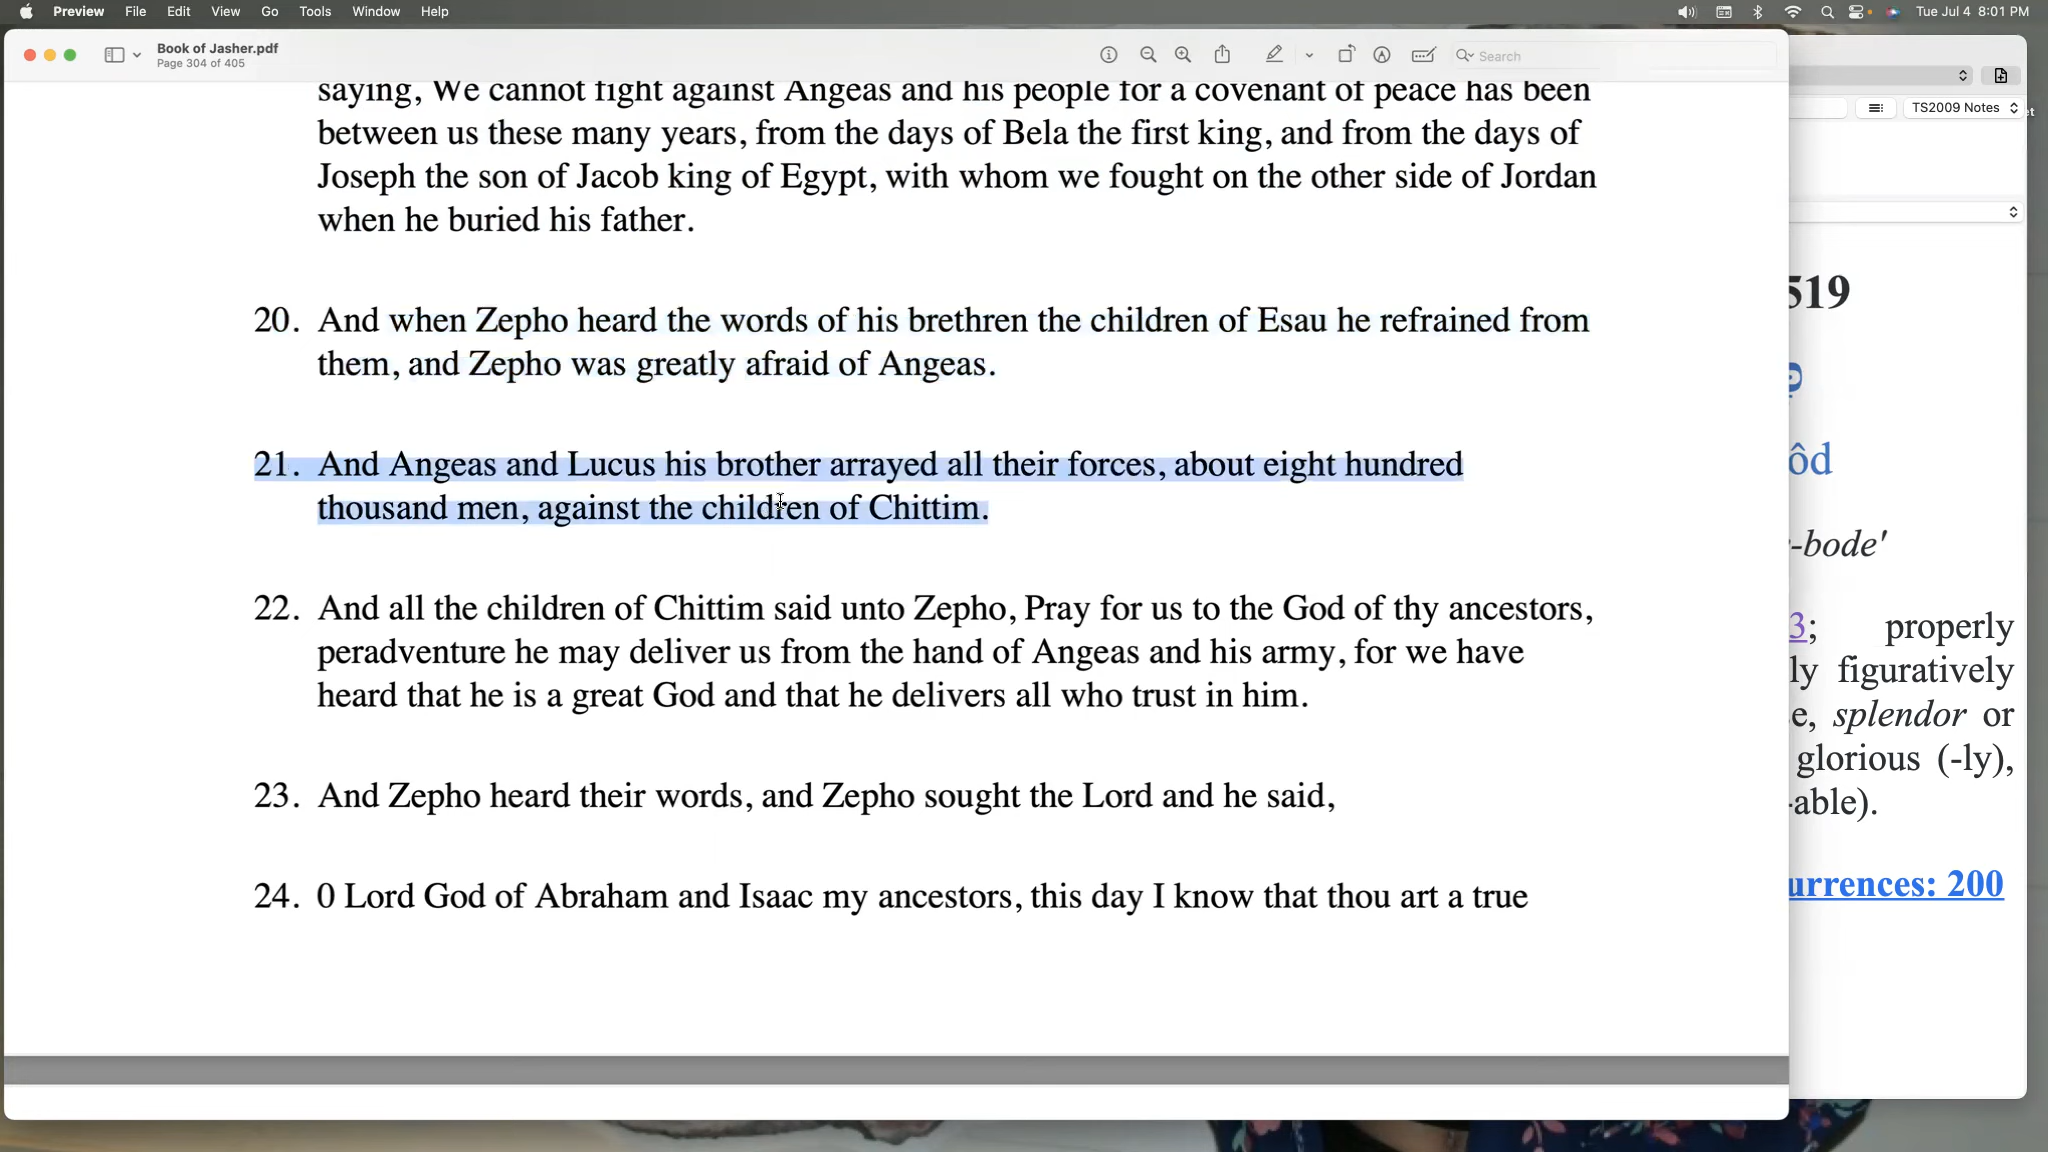 Preview File Edit View Go Tools Window Help
Tue Jul 4 8:01 PM
Book of Jasher.pdf
Page 304 of 405
Search
saying, We cannot fight against Angeas and his people for a covenant of peace has been
between us these many years, from the days of Bela the first king, and from the days of
Joseph the son of Jacob king of Egypt, with whom we fought on the other side of Jordan
when he buried his father.
20. And when Zepho heard the words of his brethren the children of Esau he refrained from
them, and Zepho was greatly afraid of Angeas.
21. And Angeas and Lucus his brother arrayed all their forces, about eight hundred
thousand men, against the children of Chittim.
22. And all the children of Chittim said unto Zepho, Pray for us to the God of thy ancestors,
peradventure he may deliver us from the hand of Angeas and his army, for we have
heard that he is a great God and that he delivers all who trust in him.
23. And Zepho heard their words, and Zepho sought the Lord and he said,
24. 0 Lord God of Abraham and Isaac my ancestors, this day I know that thou art a true
TS2009 Notes
519
ôd
-bode'
3; properly
ly figuratively
e, splendor or
glorious (-ly),
-able).
urrences: 200